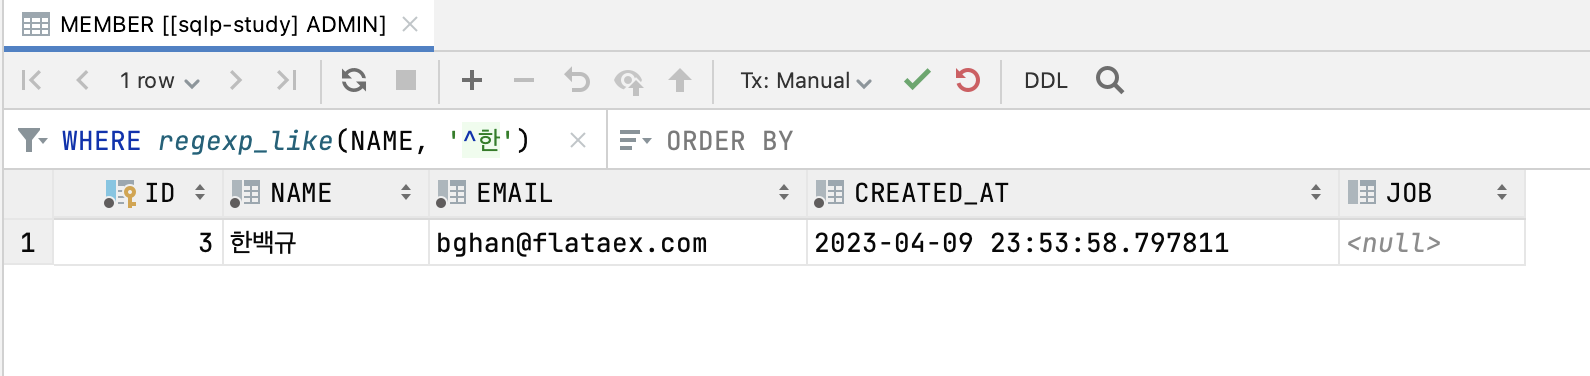 MEMBER [[sqlp-study] ADMIN]
1 row Tx: Manual DDL
WHERE regexp_like(NAME, '^한') ORDER BY
ID NAME EMAIL CREATED_AT JOB
1 3 한백규 bghan@flataex.com 2023-04-09 23:53:58.797811 <null>